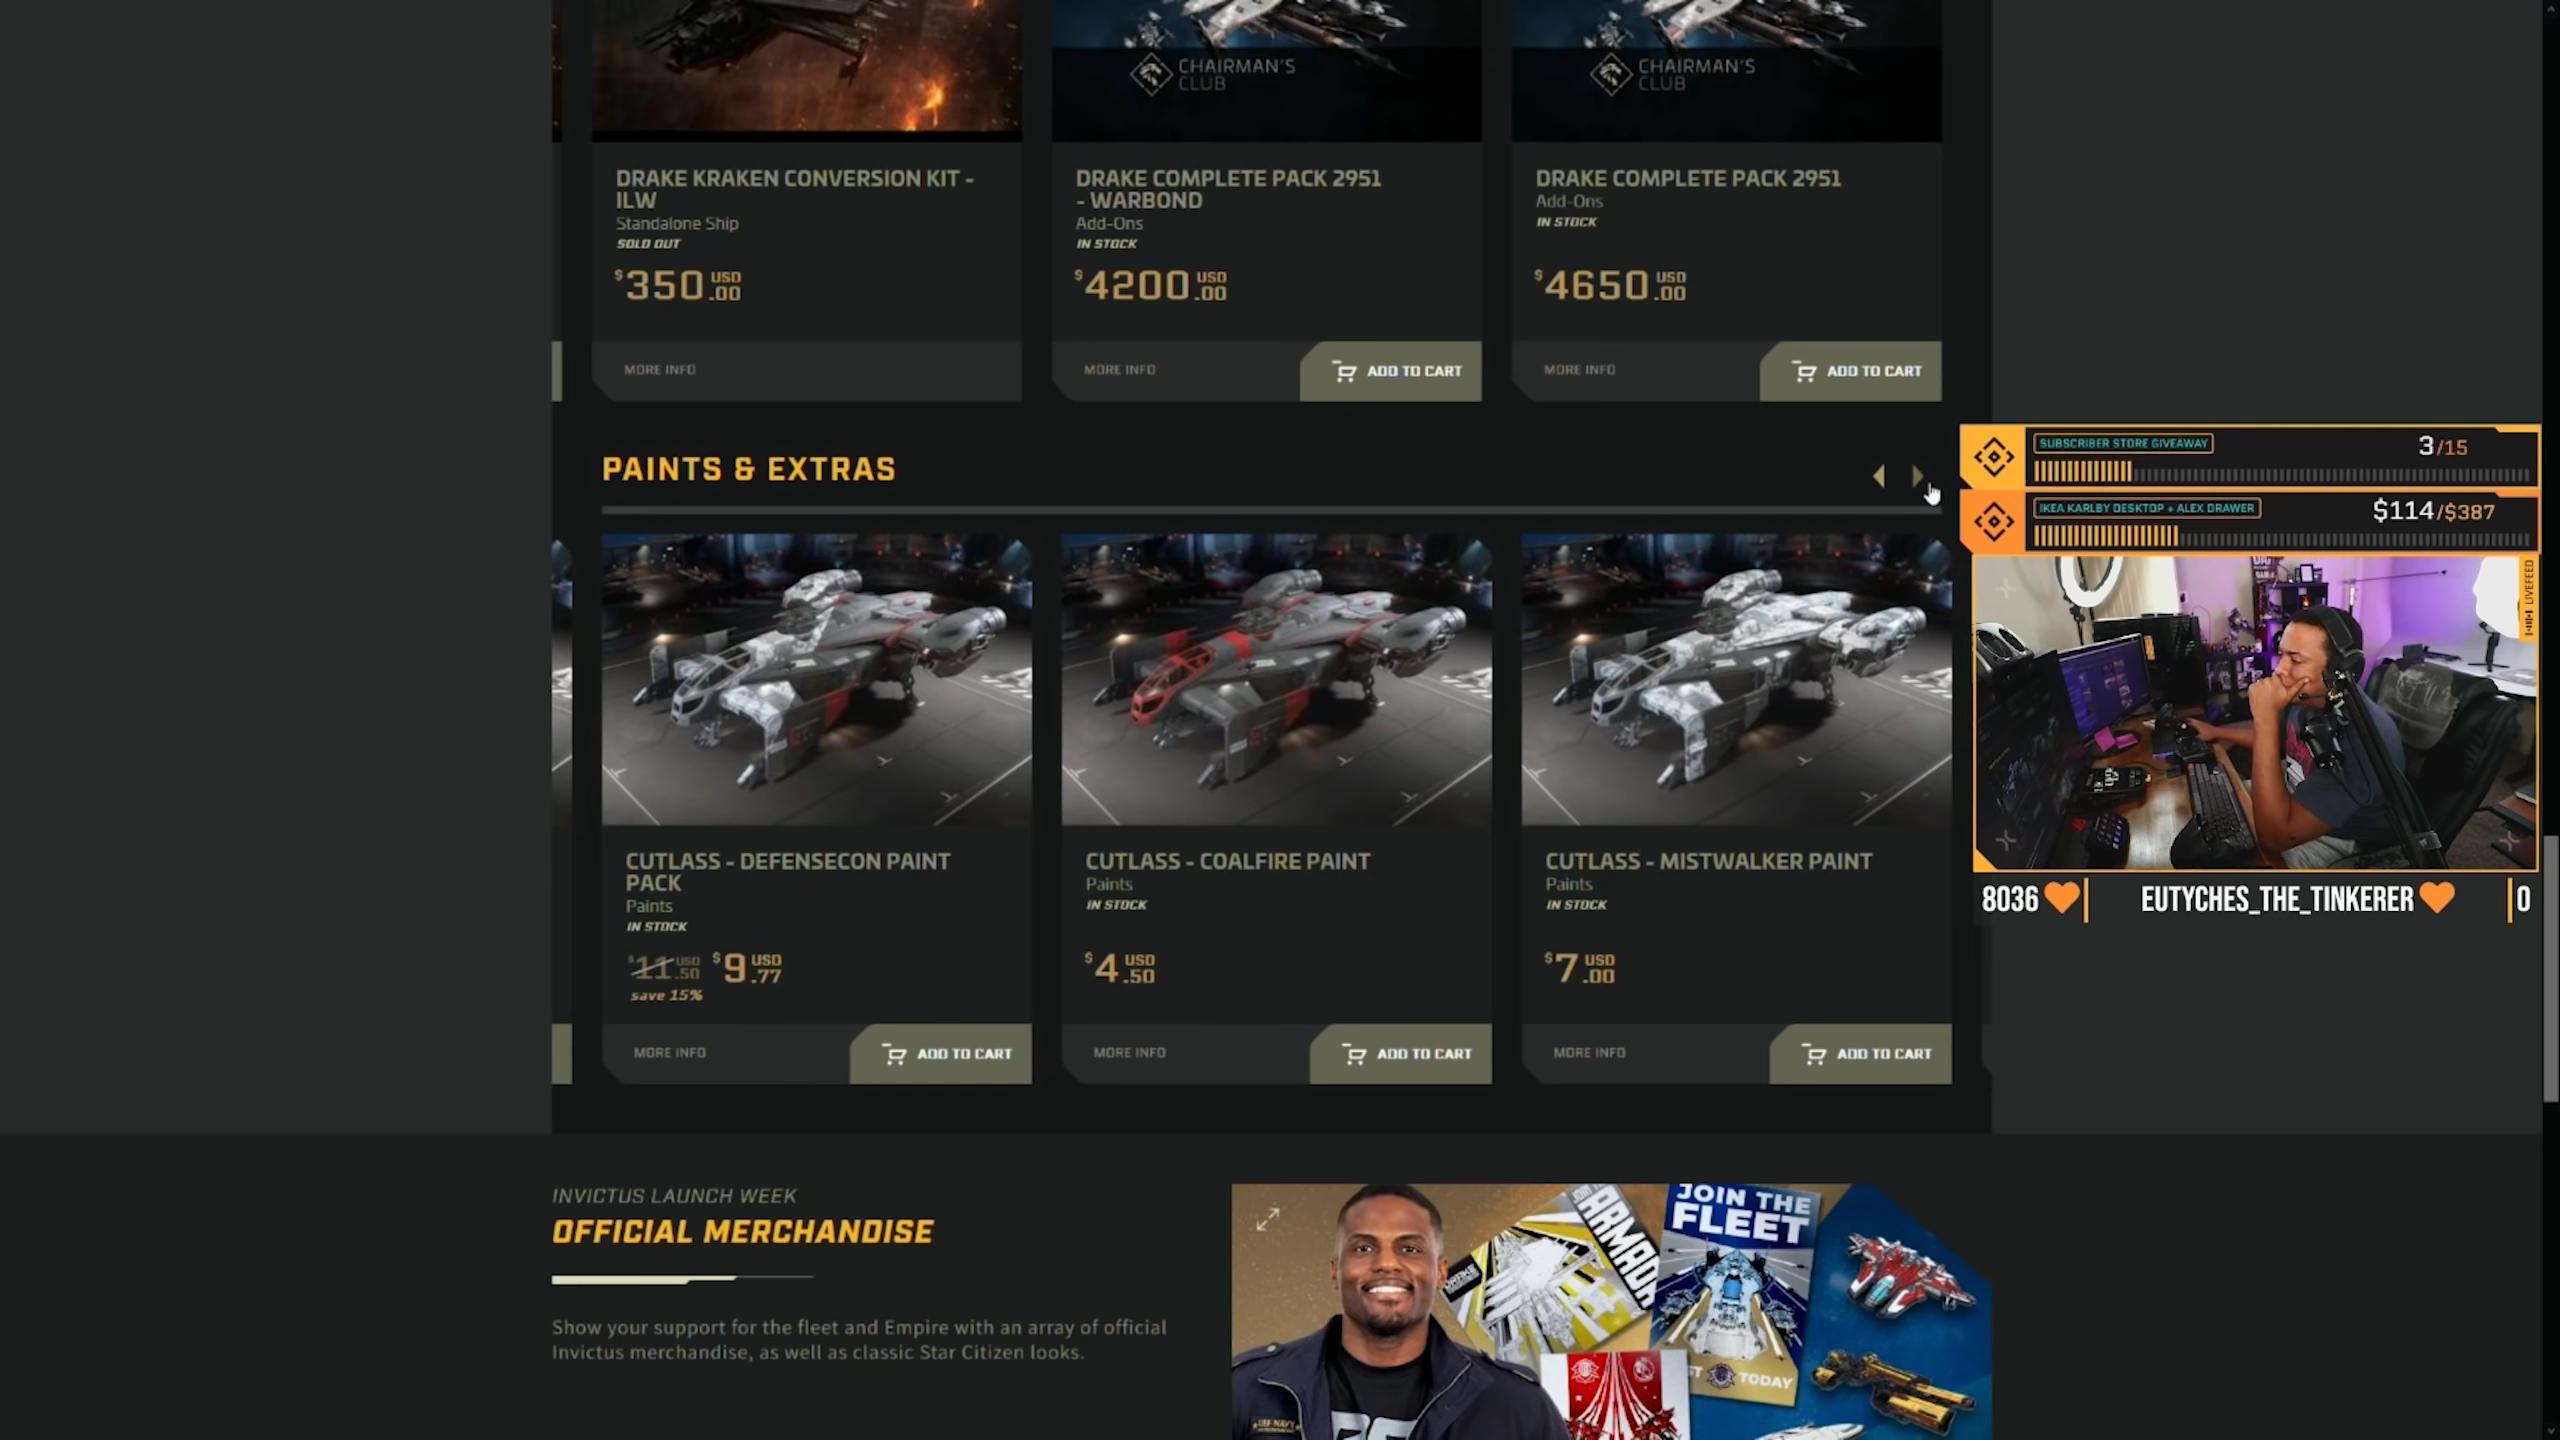 CHAIRMAN'S
CLUB
CHAIRMAN'S
CLUB
DRAKE KRAKEN CONVERSION KIT -
ILW
Standalone Ship
SOLD OUT
$350 USD .00
MORE INFO
DRAKE COMPLETE PACK 2951
- WARBOND
Add-Ons
IN STOCK
$4200 USD .00
MORE INFO
ADD TO CART
DRAKE COMPLETE PACK 2951
Add-Ons
IN STOCK
$4650 USD .00
MORE INFO
ADD TO CART
PAINTS & EXTRAS
CUTLASS - DEFENSECON PAINT
PACK
Paints
IN STOCK
$11 USD .50 $9 USD .77
save 15%
MORE INFO
ADD TO CART
CUTLASS - COALFIRE PAINT
Paints
IN STOCK
$4 USD .50
MORE INFO
ADD TO CART
CUTLASS - MISTWALKER PAINT
Paints
IN STOCK
$7 USD .00
MORE INFO
ADD TO CART
SUBSCRIBER STORE GIVEAWAY
3/15
IKEA KARLBY DESKTOP + ALEX DRAWER
$114/$387
LIVEFEED
8036
EUTYCHES_THE_TINKERER
0
INVICTUS LAUNCH WEEK
OFFICIAL MERCHANDISE
Show your support for the fleet and Empire with an array of official
Invictus merchandise, as well as classic Star Citizen looks.
ARMADA
DRAKE
JOIN THE
FLEET
TODAY